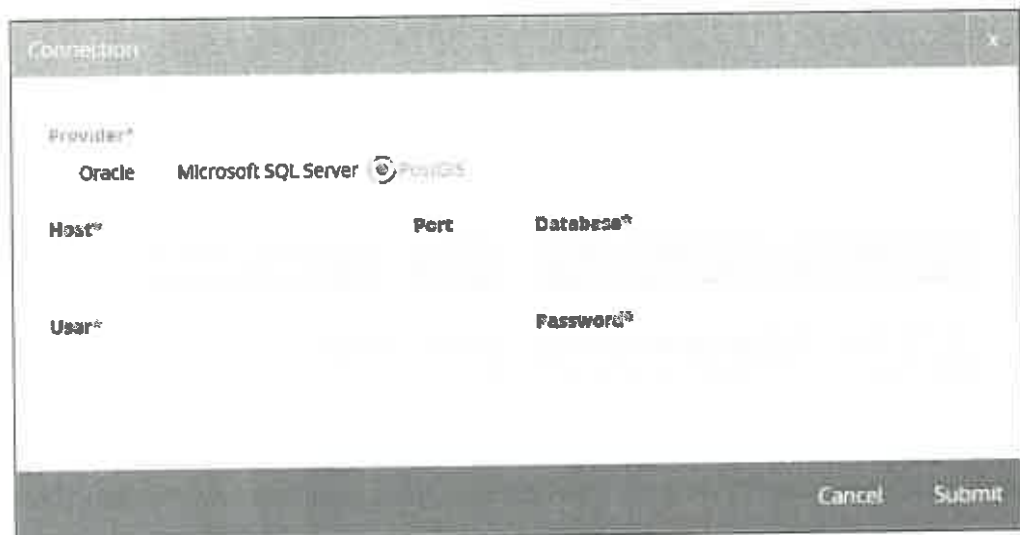 Connection x
Provider*
Oracle Microsoft SQL Server PostGIS
Host* Port Database*
User* Password*
Cancel Submit